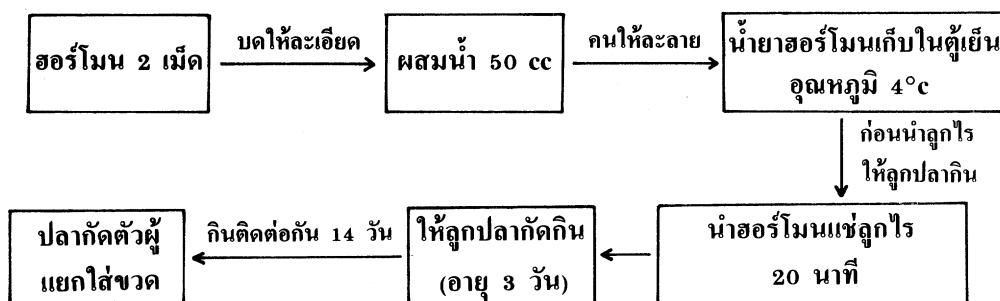 ฮอร์โมน 2 เม็ด
บดให้ละเอียด
ผสมน้ำ 50 cc
คนให้ละลาย
น้ำยาฮอร์โมนเก็บในตู้เย็น
อุณหภูมิ 4°c
ก่อนนำลูกไร
ให้ลูกปลากิน
นำฮอร์โมนแช่ลูกไร
20 นาที
ให้ลูกปลากัดกิน
(อายุ 3 วัน)
กินติดต่อกัน 14 วัน
ปลากัดตัวผู้
แยกใส่ขวด